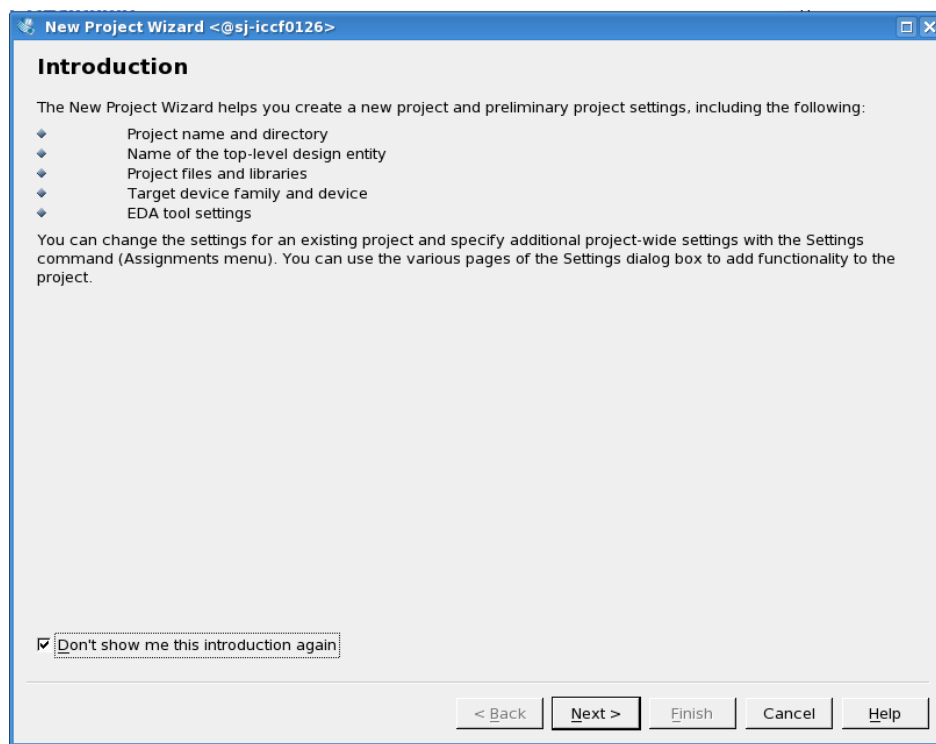 New Project Wizard <@sj-iccf0126>
Introduction
The New Project Wizard helps you create a new project and preliminary project settings, including the following:
Project name and directory
Name of the top-level design entity
Project files and libraries
Target device family and device
EDA tool settings
You can change the settings for an existing project and specify additional project-wide settings with the Settings
command (Assignments menu). You can use the various pages of the Settings dialog box to add functionality to the
project.
Don't show me this introduction again
< Back Next > Finish Cancel Help